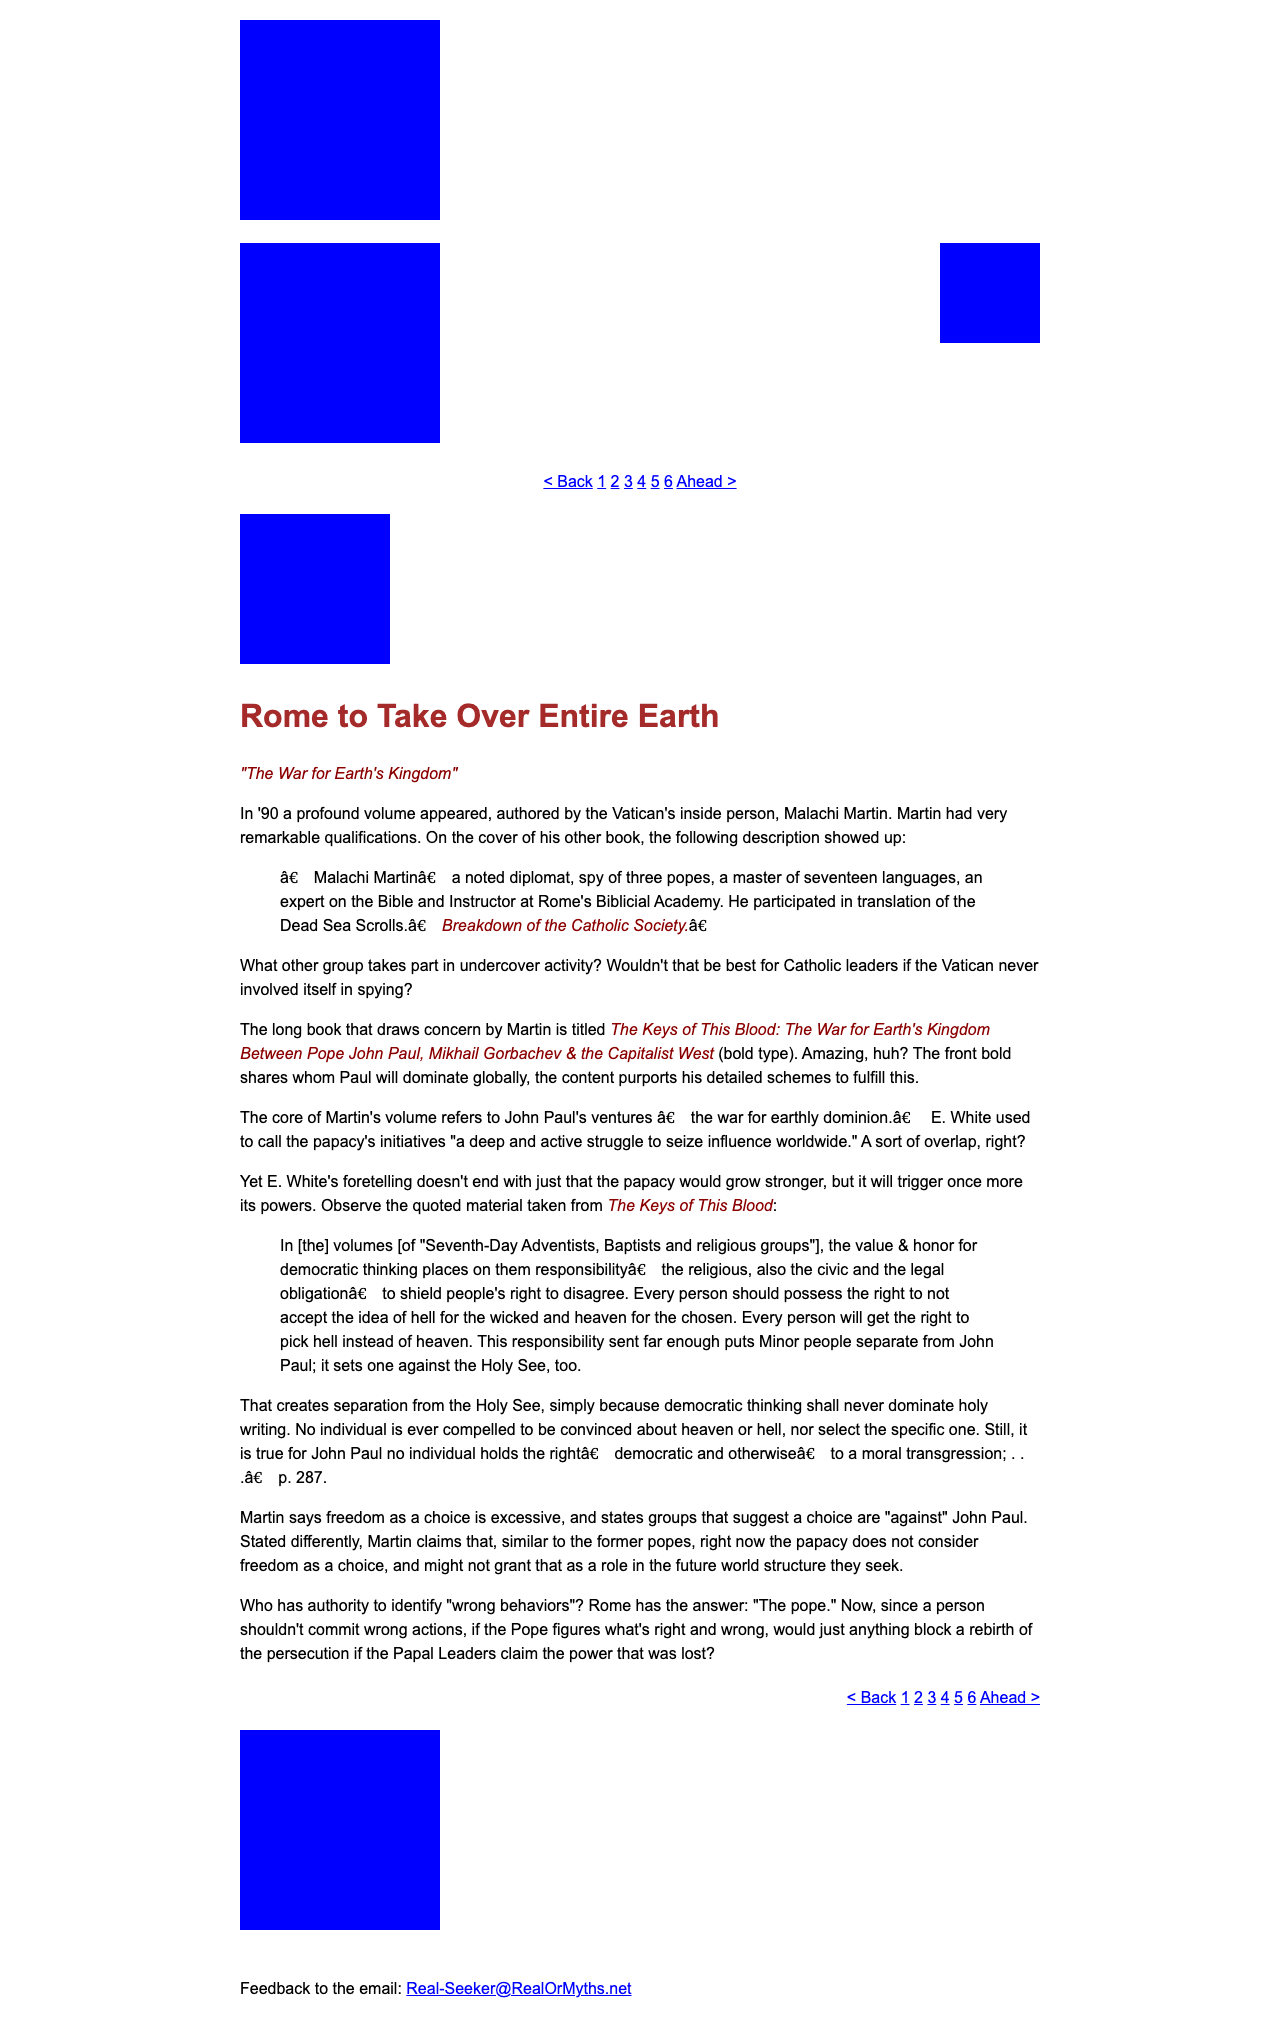 < Back 1 2 3 4 5 6 Ahead >
Rome to Take Over Entire Earth
"The War for Earth's Kingdom"
In '90 a profound volume appeared, authored by the Vatican's inside person, Malachi Martin. Martin had very
remarkable qualifications. On the cover of his other book, the following description showed up:
â€ Malachi Martinâ€ a noted diplomat, spy of three popes, a master of seventeen languages, an
expert on the Bible and Instructor at Rome's Biblicial Academy. He participated in translation of the
Dead Sea Scrolls.â€ Breakdown of the Catholic Society.â€
What other group takes part in undercover activity? Wouldn't that be best for Catholic leaders if the Vatican never
involved itself in spying?
The long book that draws concern by Martin is titled The Keys of This Blood: The War for Earth's Kingdom
Between Pope John Paul, Mikhail Gorbachev & the Capitalist West (bold type). Amazing, huh? The front bold
shares whom Paul will dominate globally, the content purports his detailed schemes to fulfill this.
The core of Martin's volume refers to John Paul's ventures â€ the war for earthly dominion.â€ E. White used
to call the papacy's initiatives "a deep and active struggle to seize influence worldwide." A sort of overlap, right?
Yet E. White's foretelling doesn't end with just that the papacy would grow stronger, but it will trigger once more
its powers. Observe the quoted material taken from The Keys of This Blood:
In [the] volumes [of "Seventh-Day Adventists, Baptists and religious groups"], the value & honor for
democratic thinking places on them responsibilityâ€ the religious, also the civic and the legal
obligationâ€ to shield people's right to disagree. Every person should possess the right to not
accept the idea of hell for the wicked and heaven for the chosen. Every person will get the right to
pick hell instead of heaven. This responsibility sent far enough puts Minor people separate from John
Paul; it sets one against the Holy See, too.
That creates separation from the Holy See, simply because democratic thinking shall never dominate holy
writing. No individual is ever compelled to be convinced about heaven or hell, nor select the specific one. Still, it
is true for John Paul no individual holds the rightâ€ democratic and otherwiseâ€ to a moral transgression; . .
.â€ p. 287.
Martin says freedom as a choice is excessive, and states groups that suggest a choice are "against" John Paul.
Stated differently, Martin claims that, similar to the former popes, right now the papacy does not consider
freedom as a choice, and might not grant that as a role in the future world structure they seek.
Who has authority to identify "wrong behaviors"? Rome has the answer: "The pope." Now, since a person
shouldn't commit wrong actions, if the Pope figures what's right and wrong, would just anything block a rebirth of
the persecution if the Papal Leaders claim the power that was lost?
< Back 1 2 3 4 5 6 Ahead >
Feedback to the email: Real-Seeker@RealOrMyths.net